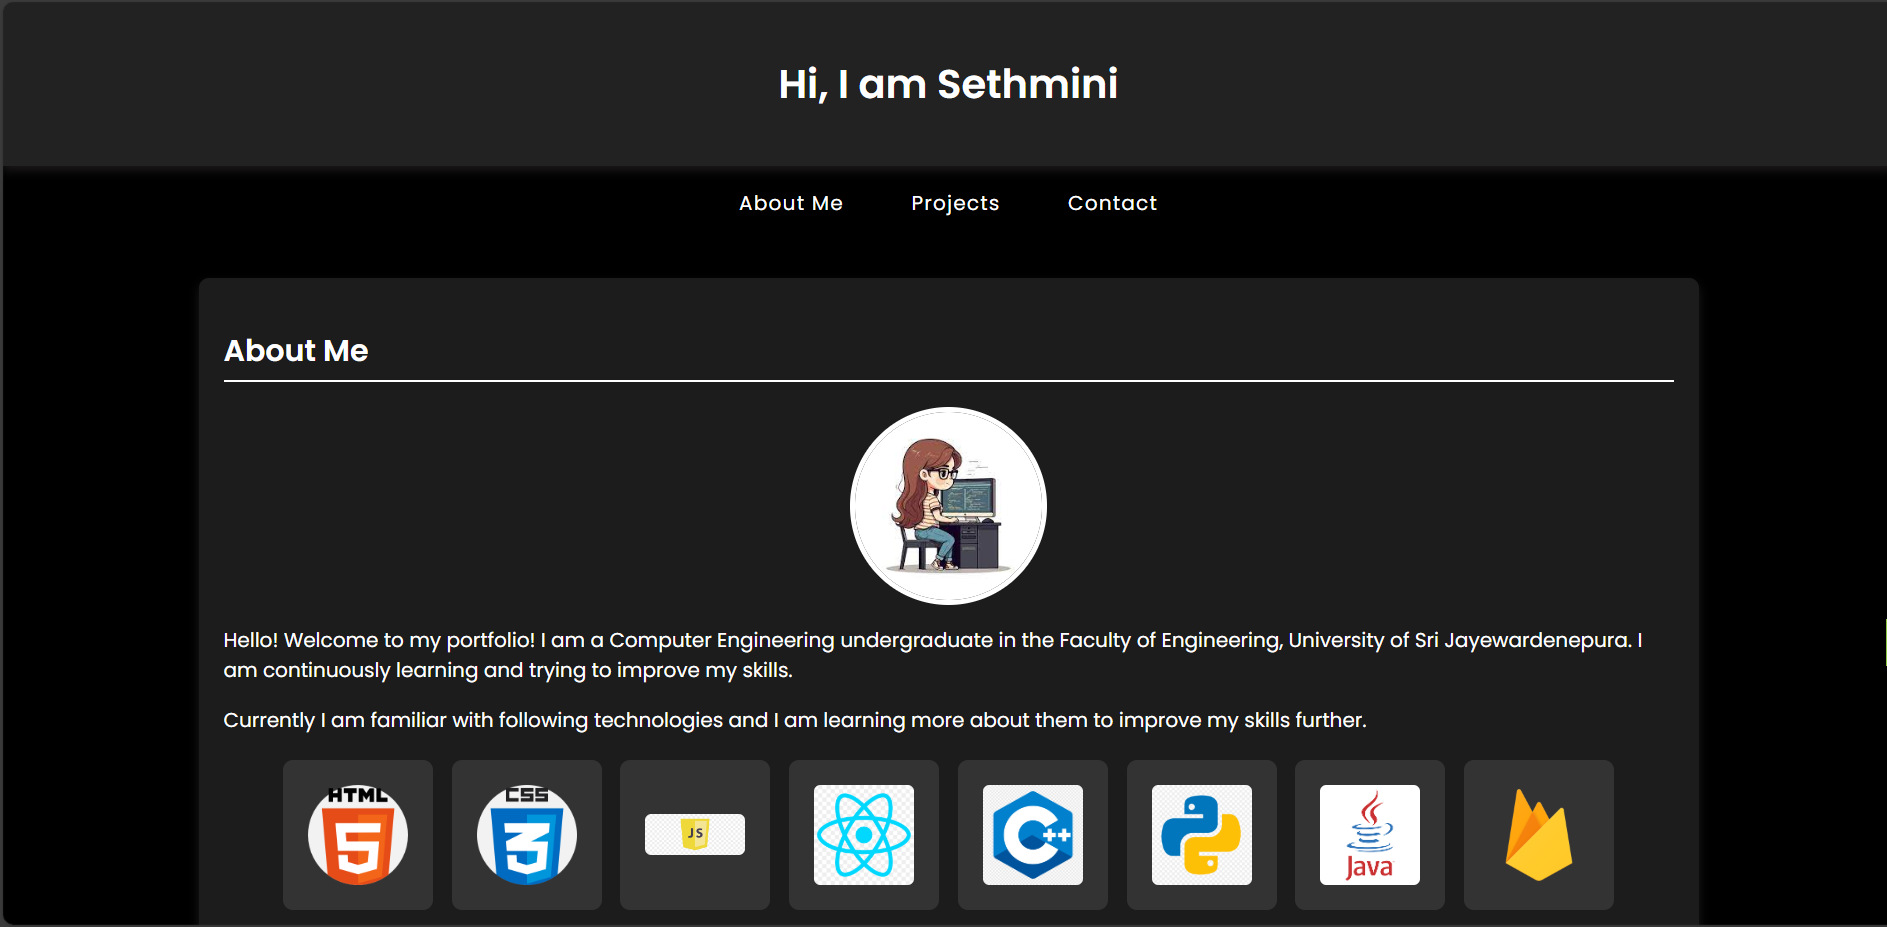 Hi, I am Sethmini
About Me Projects Contact
About Me
Hello! Welcome to my portfolio! I am a Computer Engineering undergraduate in the Faculty of Engineering, University of Sri Jayewardenepura. I
am continuously learning and trying to improve my skills.
Currently I am familiar with following technologies and I am learning more about them to improve my skills further.
HTML CSS
5 3 JS C++ Java